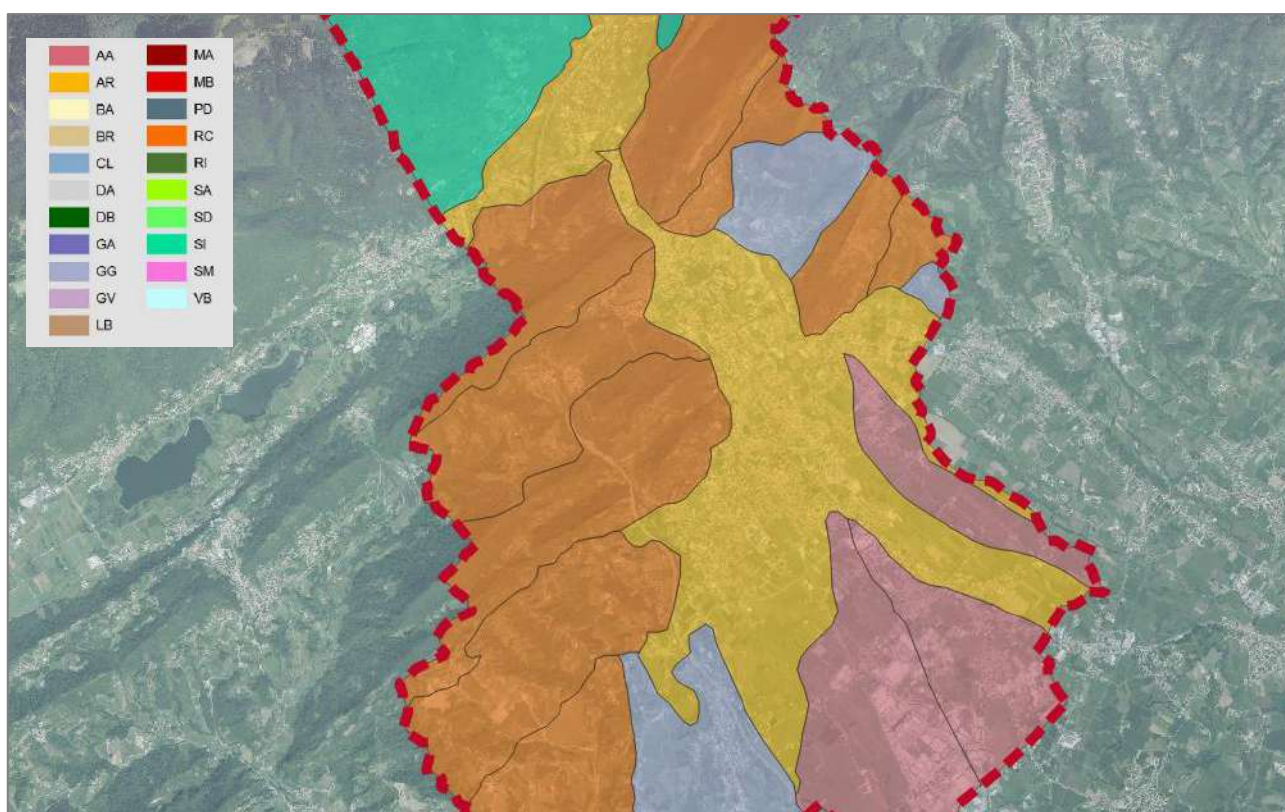 AA MA
AR MB
BA PD
BR RC
CL RI
DA SA
DB SD
GA SI
GG SM
GV VB
LB